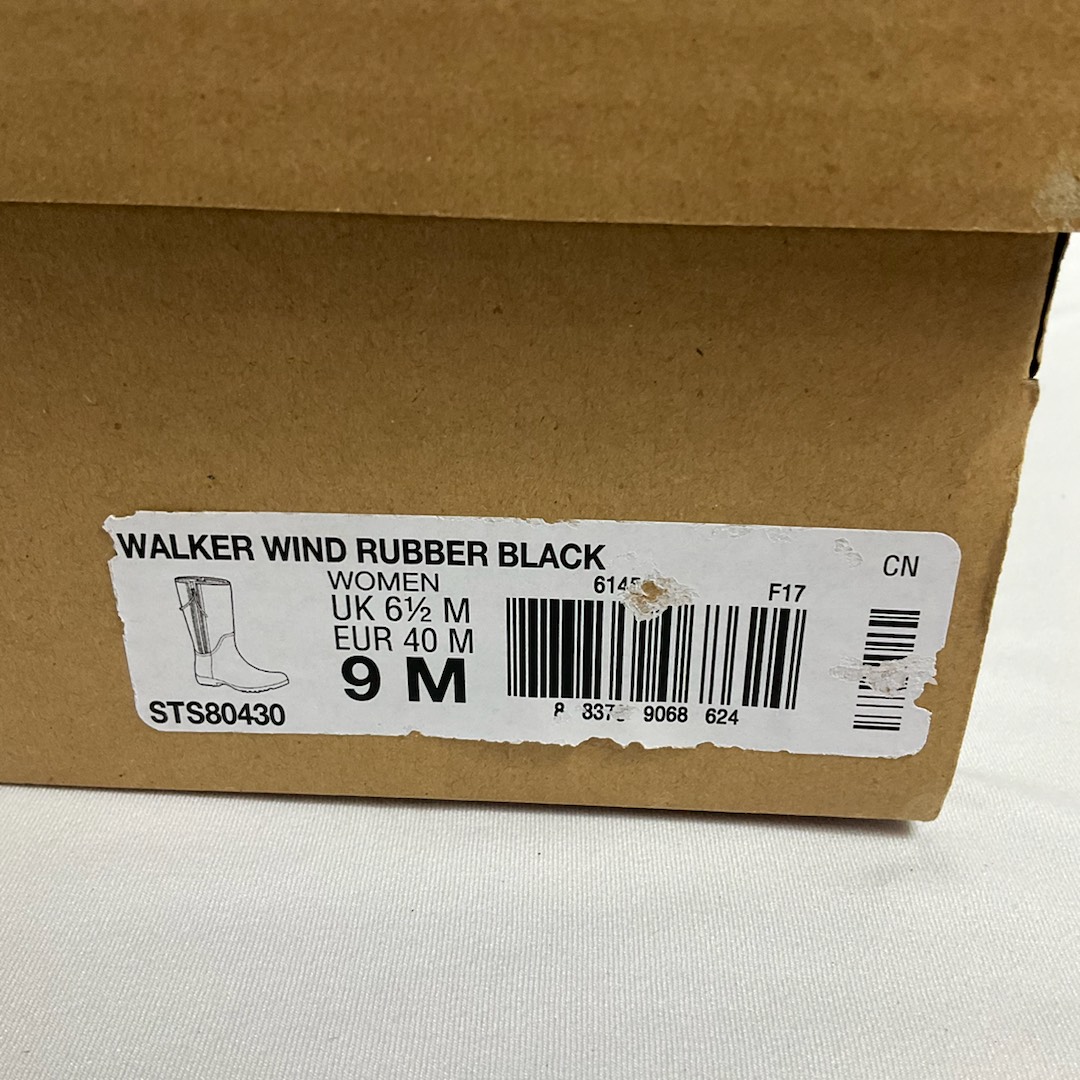 WALKER WIND RUBBER BLACK
WOMEN
UK 6½ M
EUR 40 M
9 M
STS80430
F17
9068 624
CN